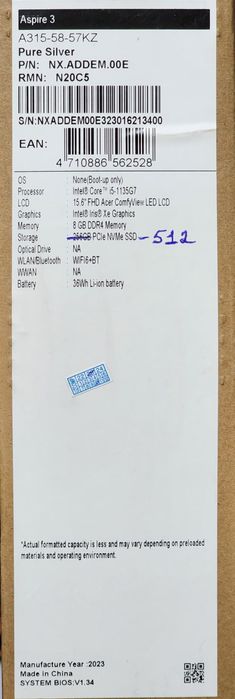 Aspire 3
A315-58-57KZ
Pure Silver
P/N: NX.ADDEM.00E
RMN: N20C5
S/N:NXADDEM00E323016213400
EAN:
4 710886 562528
OS : None(Boot-up only)
Processor : Intel® Core™ i5-1135G7
LCD : 15.6" FHD Acer ComfyView LED LCD
Graphics : Intel® Iris® Xe Graphics
Memory : 8 GB DDR4 Memory
Storage : 256GB PCIe NVMe SSD - 512
Optical Drive : NA
WLAN/Bluetooth : WIFI6+BT
WWAN : NA
Battery : 36Wh Li-ion battery
*Actual formatted capacity is less and may vary depending on preloaded
materials and operating environment.
Manufacture Year :2023
Made in China
SYSTEM BIOS:V1.34